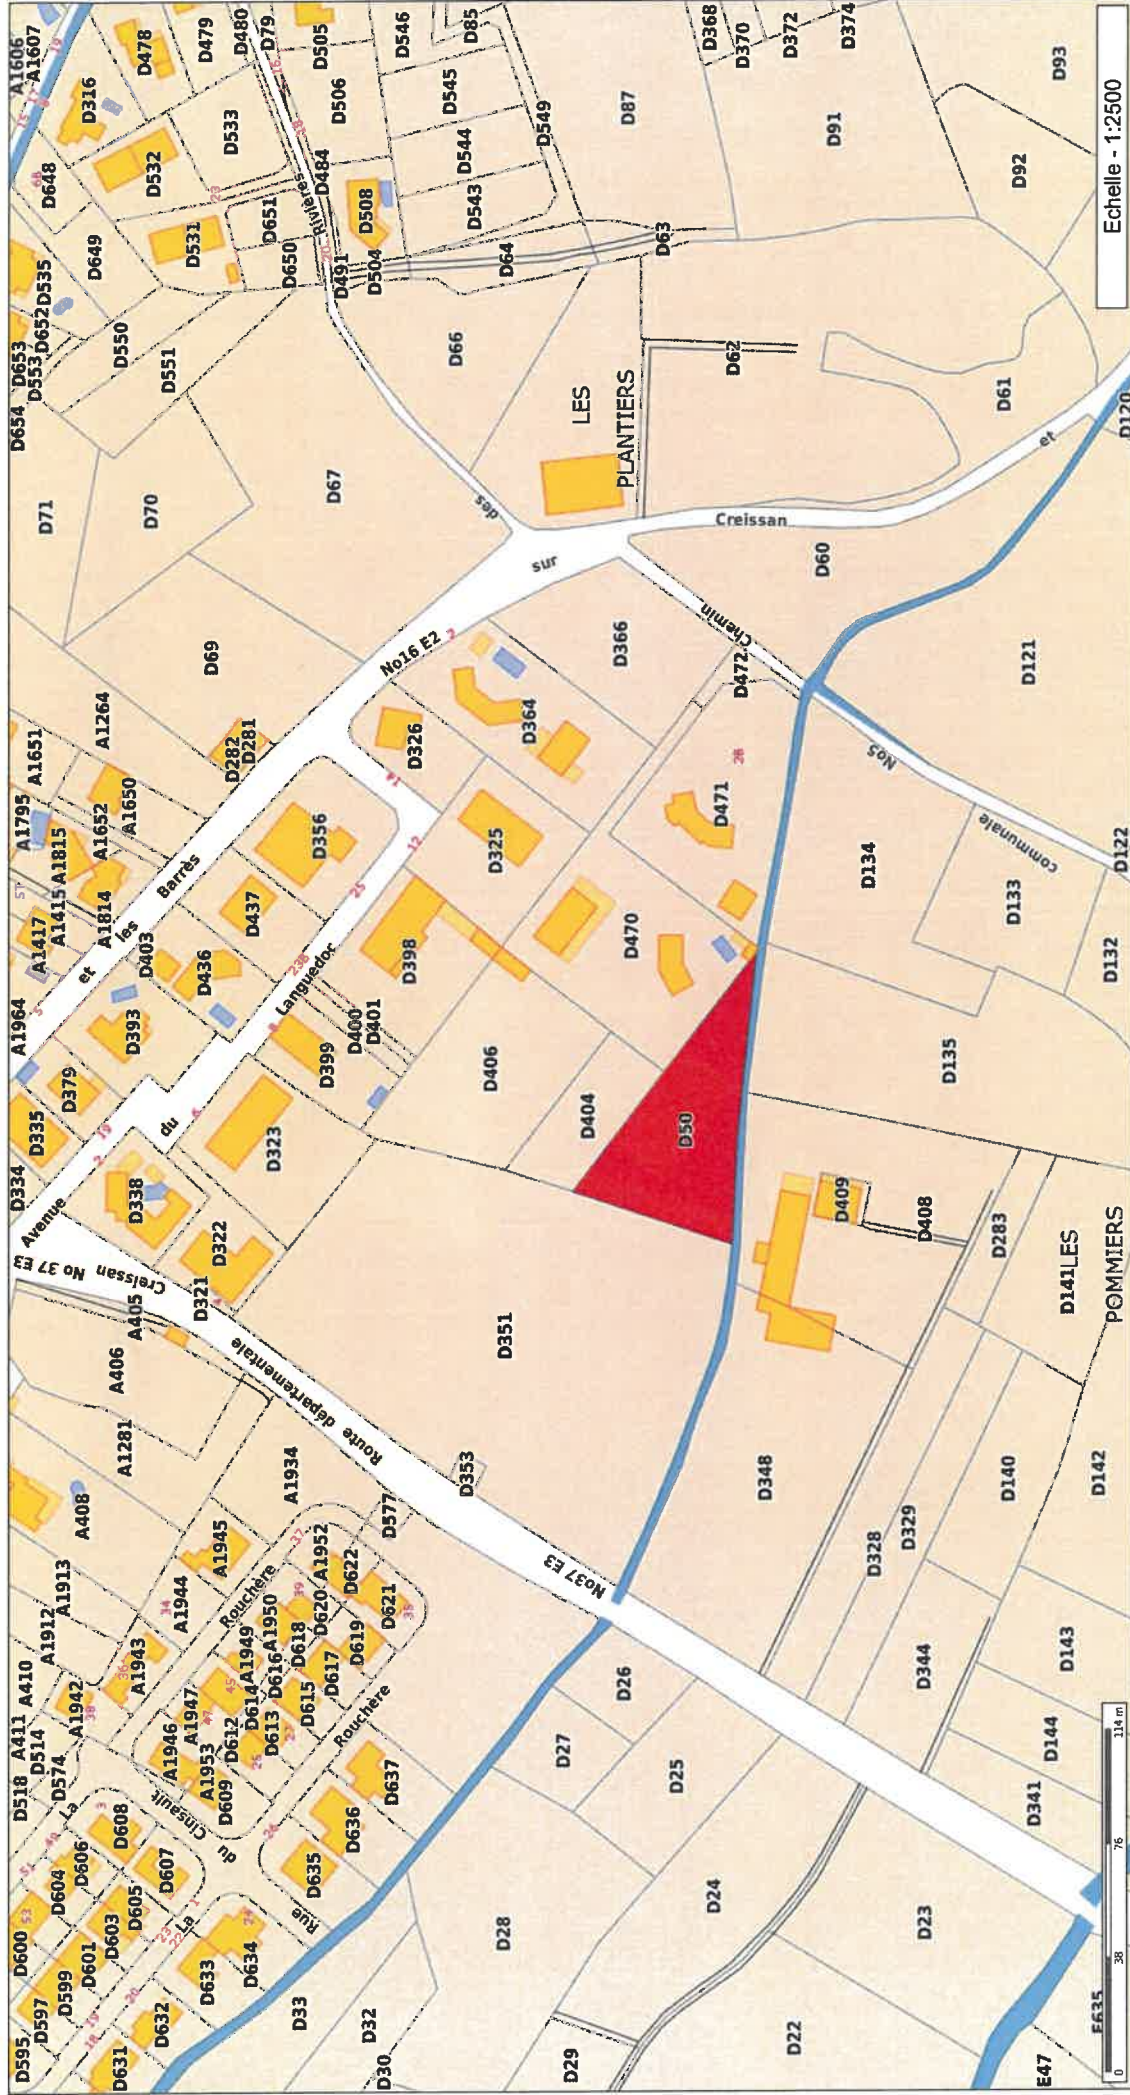 D595
D597
D599
D600
D601
D603
D604
D605
D606
D607
D608
D518
A411
D514
D574
A410
A1912
A1913
A1942
A1943
A1944
A408
A1281
A406
A405
A1945
A1934
D631
D632
D633
D634
D635
D636
D637
Rue
du
Cinsault
La
La
Rouchère
Rouchère
D609
A1953
A1946
A1947
D612
D613
D614
A1949
D616
A1950
D618
D615
D617
D619
D620
A1952
D622
D621
D577
D353
D33
D32
D30
D29
D28
D27
D26
D25
D24
D23
D22
E47
E635
No37 E3
Route départementale
Creissan No 37 E3
D334
D335
D379
A1964
D393
D403
D436
D437
D356
D338
D322
D321
D323
D399
D400
D401
D398
D325
D326
D364
D366
Avenue
du
Languedoc
et
les
Barrès
No16 E2
sur
des
Rivières
A1417
A1415
A1815
A1795
A1814
A1652
A1650
A1651
A1264
D282
D281
D69
D70
D71
D67
D66
D654
D653
D553
D652
D535
D550
D551
D649
D648
A1606
A1607
D316
D478
D479
D480
D79
D532
D533
D531
D651
D650
D484
D491
D504
D508
D505
D506
D546
D85
D545
D544
D543
D549
D64
D63
D87
D368
D370
D372
D374
D91
D92
D93
LES
PLANTIERS
D62
D61
D60
Creissan
et
D120
Chemin
No5
communale
D472
D471
D470
D406
D404
D50
D351
D348
D409
D408
D283
D141
LES
POMMIERS
D135
D134
D133
D132
D122
D121
D328
D329
D140
D142
D143
D344
D144
D341
0 38 76 114 m
Echelle - 1:2500